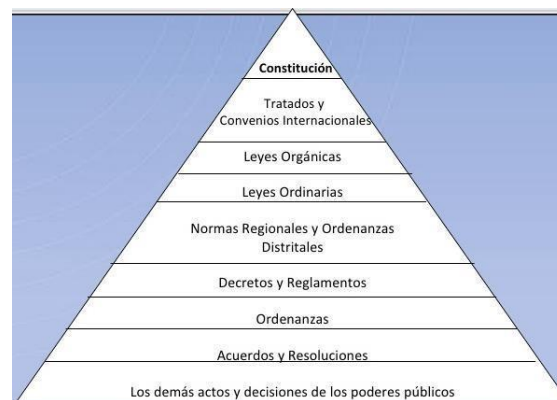 Constitución
Tratados y
Convenios Internacionales
Leyes Orgánicas
Leyes Ordinarias
Normas Regionales y Ordenanzas
Distritales
Decretos y Reglamentos
Ordenanzas
Acuerdos y Resoluciones
Los demás actos y decisiones de los poderes públicos